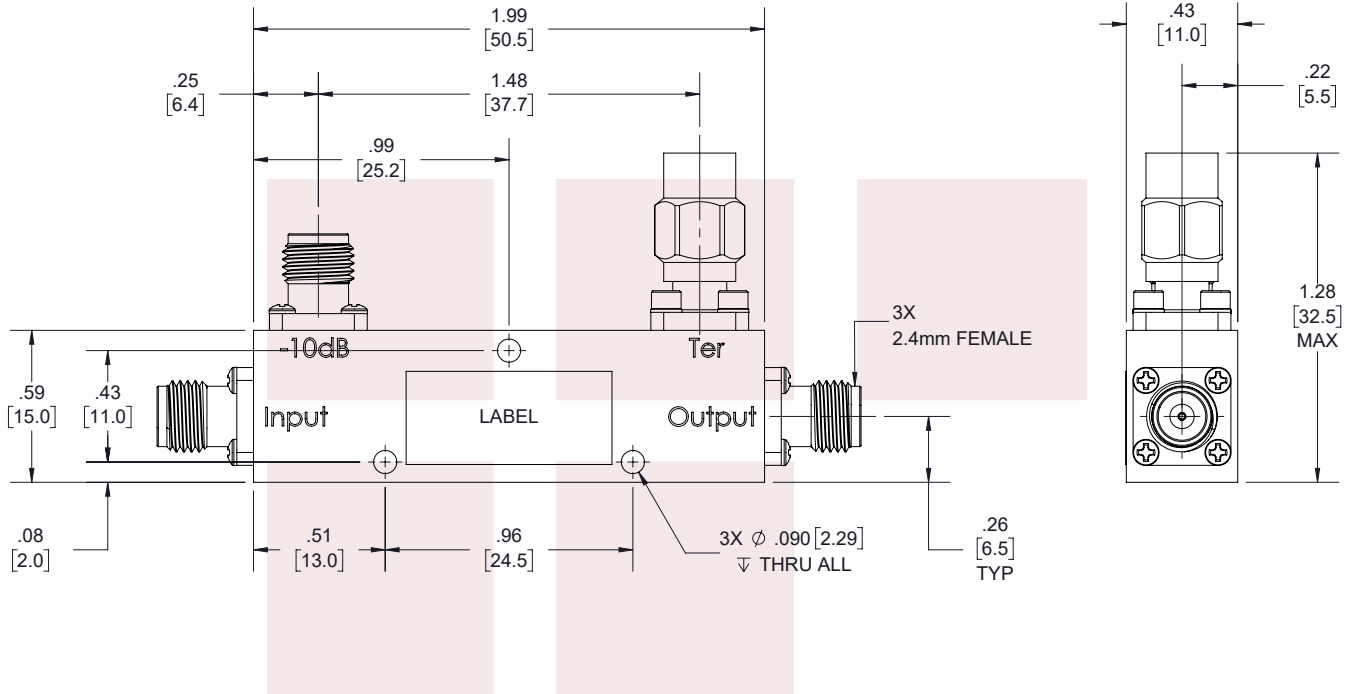 1.99
[50.5]
.43
[11.0]
.25
[6.4]
1.48
[37.7]
.22
[5.5]
.99
[25.2]
1.28
[32.5]
MAX
3X
2.4mm FEMALE
-10dB
Ter
.59
[15.0]
.43
[11.0]
Input
LABEL
Output
.08
[2.0]
.51
[13.0]
.96
[24.5]
3X ⌀ .090 [2.29]
↧ THRU ALL
.26
[6.5]
TYP